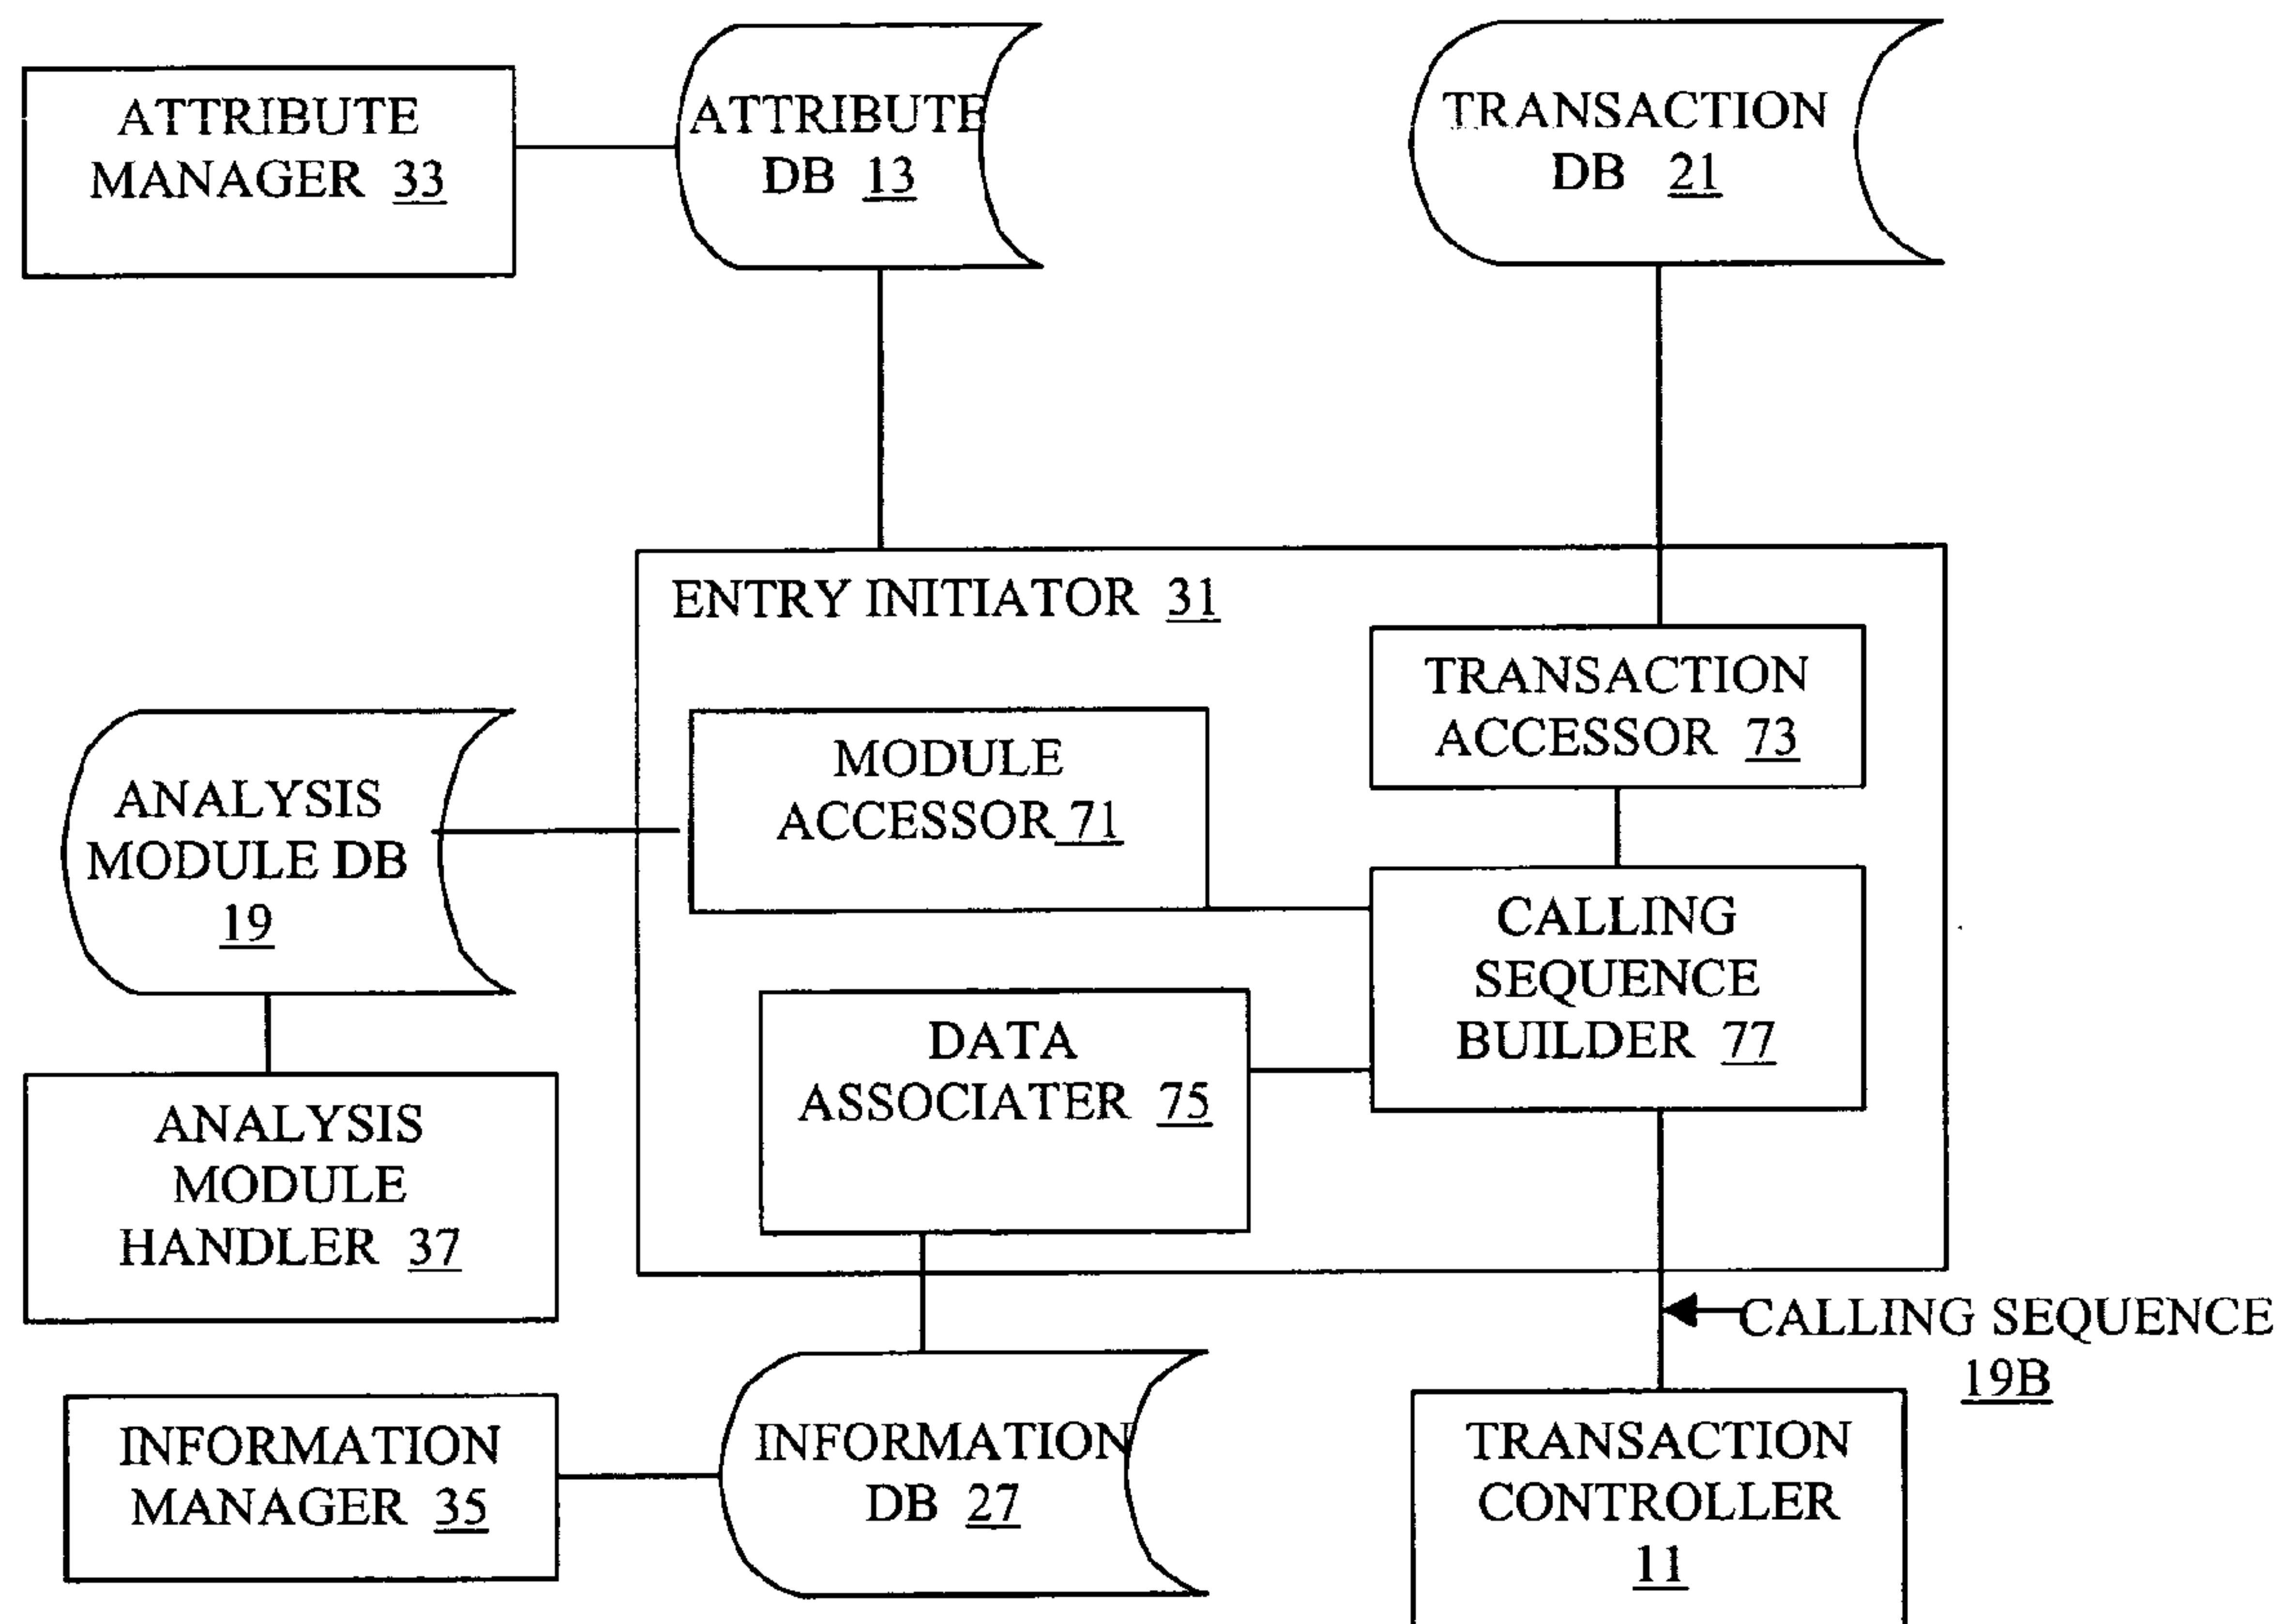 ATTRIBUTE
MANAGER 33
ATTRIBUTE
DB 13
TRANSACTION
DB 21
ENTRY INITIATOR 31
TRANSACTION
ACCESSOR 73
MODULE
ACCESSOR 71
ANALYSIS
MODULE DB
19
CALLING
SEQUENCE
BUILDER 77
DATA
ASSOCIATER 75
ANALYSIS
MODULE
HANDLER 37
CALLING SEQUENCE
19B
INFORMATION
MANAGER 35
INFORMATION
DB 27
TRANSACTION
CONTROLLER
11